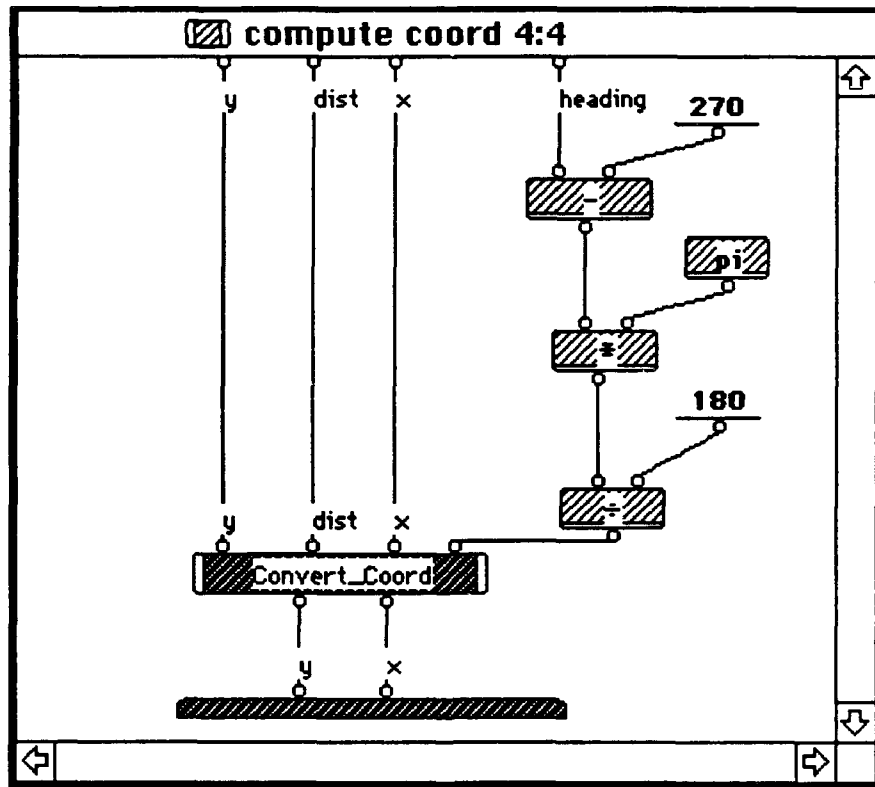 compute coord 4:4
y dist x heading
270
-
pi
*
180
÷
y dist x
Convert_Coord
y x